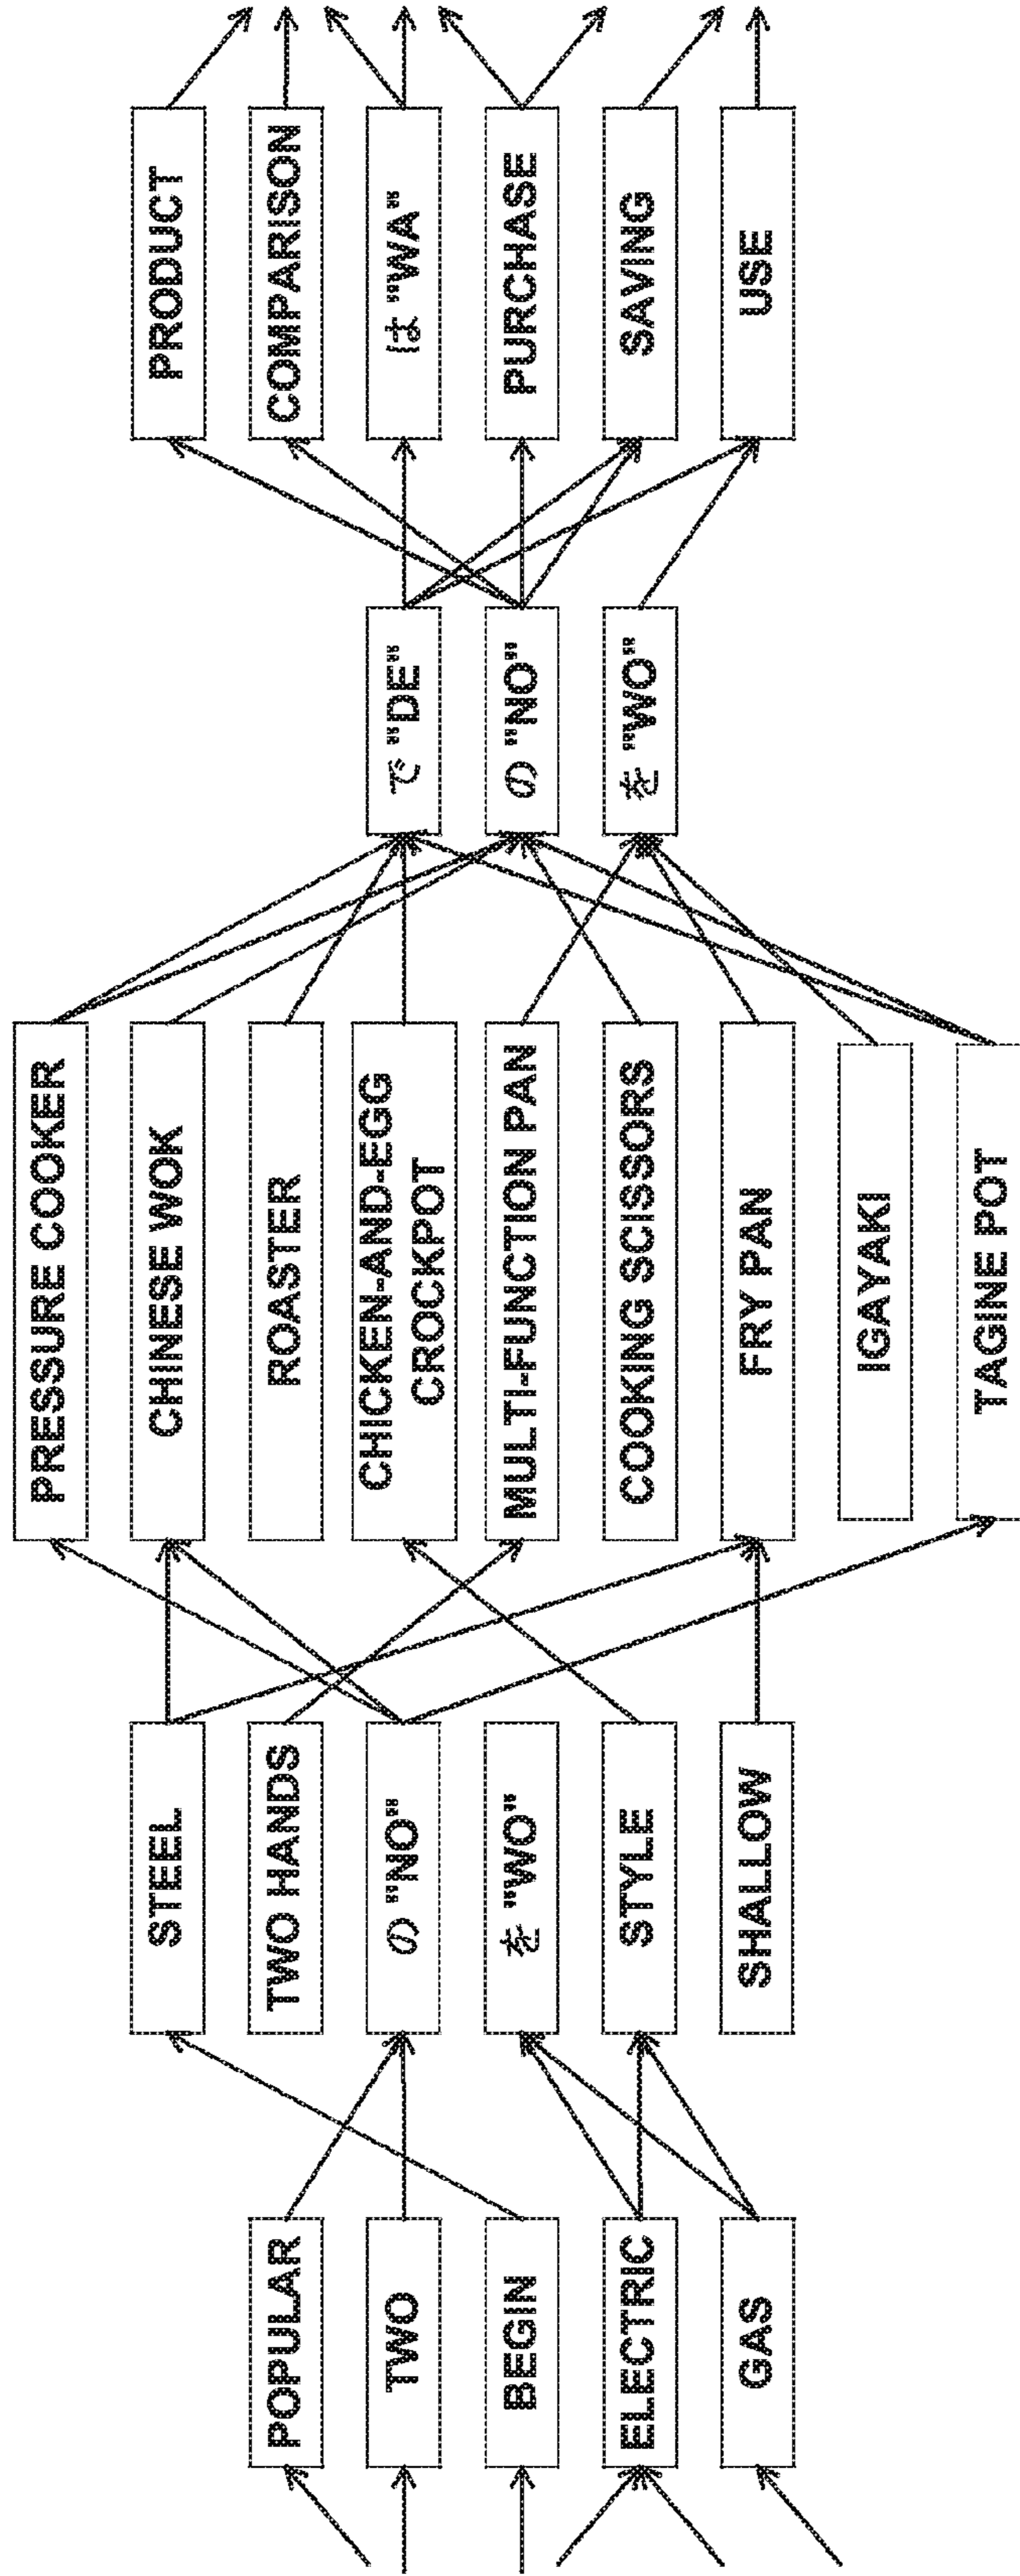 POPULAR
TWO
BEGIN
ELECTRIC
GAS
STEEL
TWO HANDS
の "NO"
を "WO"
STYLE
SHALLOW
PRESSURE COOKER
CHINESE WOK
ROASTER
CHICKEN-AND-EGG
CROCKPOT
MULTI-FUNCTION PAN
COOKING SCISSORS
FRY PAN
IGAYAKI
TAGINE POT
で "DE"
の "NO"
を "WO"
PRODUCT
COMPARISON
は "WA"
PURCHASE
SAVING
USE